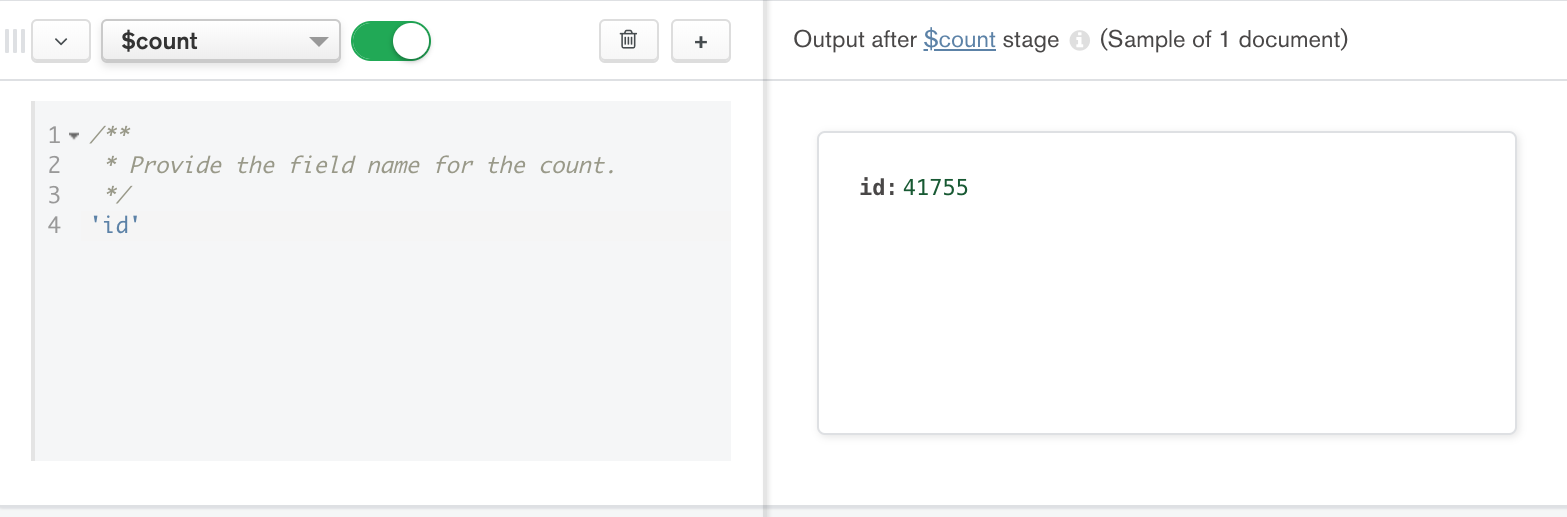 $count
+
Output after $count stage (Sample of 1 document)
1 /**
2 * Provide the field name for the count.
3 */
4 'id'
id: 41755